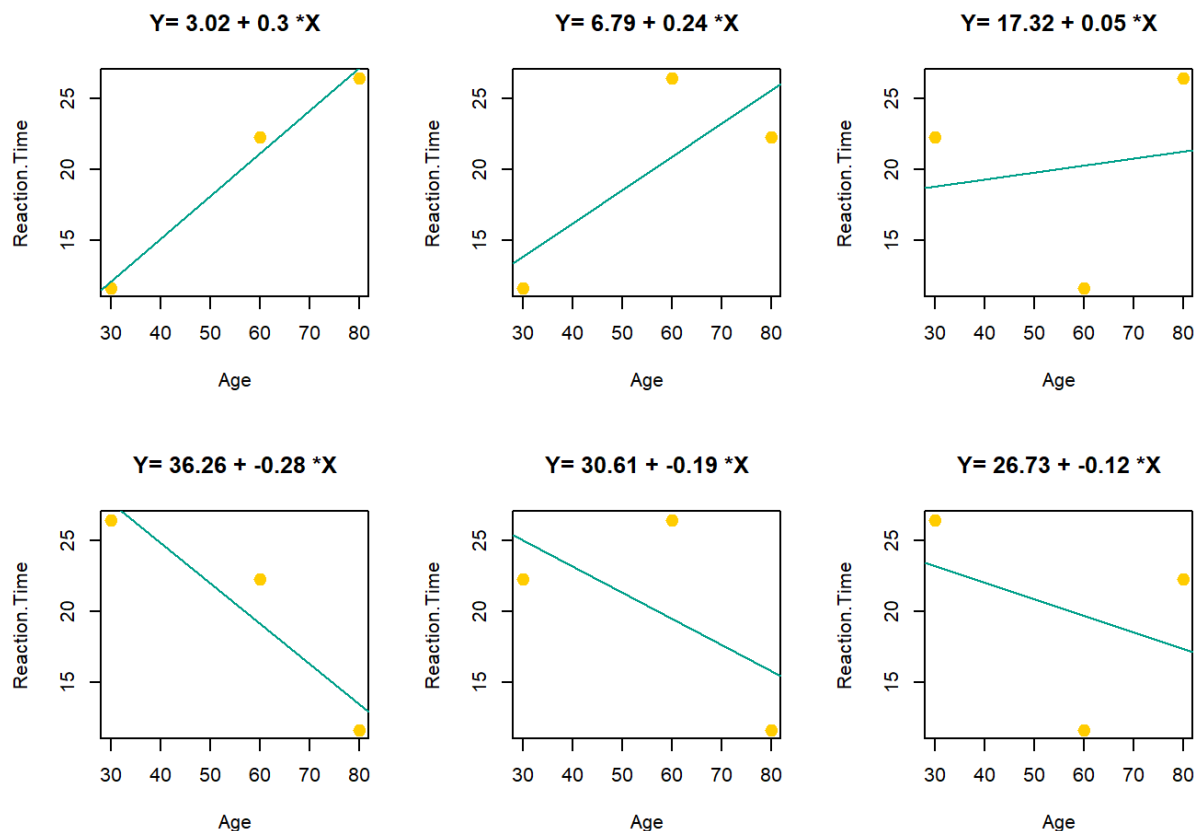 Y= 3.02 + 0.3 *X
Reaction.Time
25
20
15
30 40 50 60 70 80
Age
Y= 6.79 + 0.24 *X
Reaction.Time
25
20
15
30 40 50 60 70 80
Age
Y= 17.32 + 0.05 *X
Reaction.Time
25
20
15
30 40 50 60 70 80
Age
Y= 36.26 + -0.28 *X
Reaction.Time
25
20
15
30 40 50 60 70 80
Age
Y= 30.61 + -0.19 *X
Reaction.Time
25
20
15
30 40 50 60 70 80
Age
Y= 26.73 + -0.12 *X
Reaction.Time
25
20
15
30 40 50 60 70 80
Age